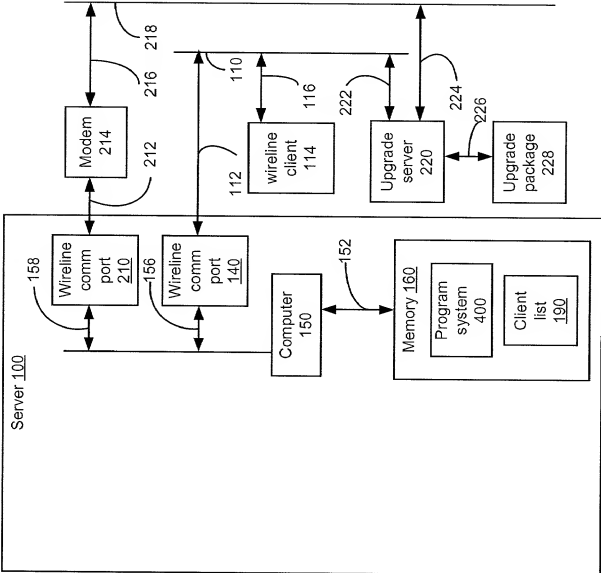 218
216
110
116
222
224
226
Modem
214
wireline
client
114
Upgrade
server
220
Upgrade
package
228
212
112
Server 100
158
Wireline
comm
port
210
156
Wireline
comm
port
140
Computer
150
152
Memory 160
Program
system
400
Client
list
190